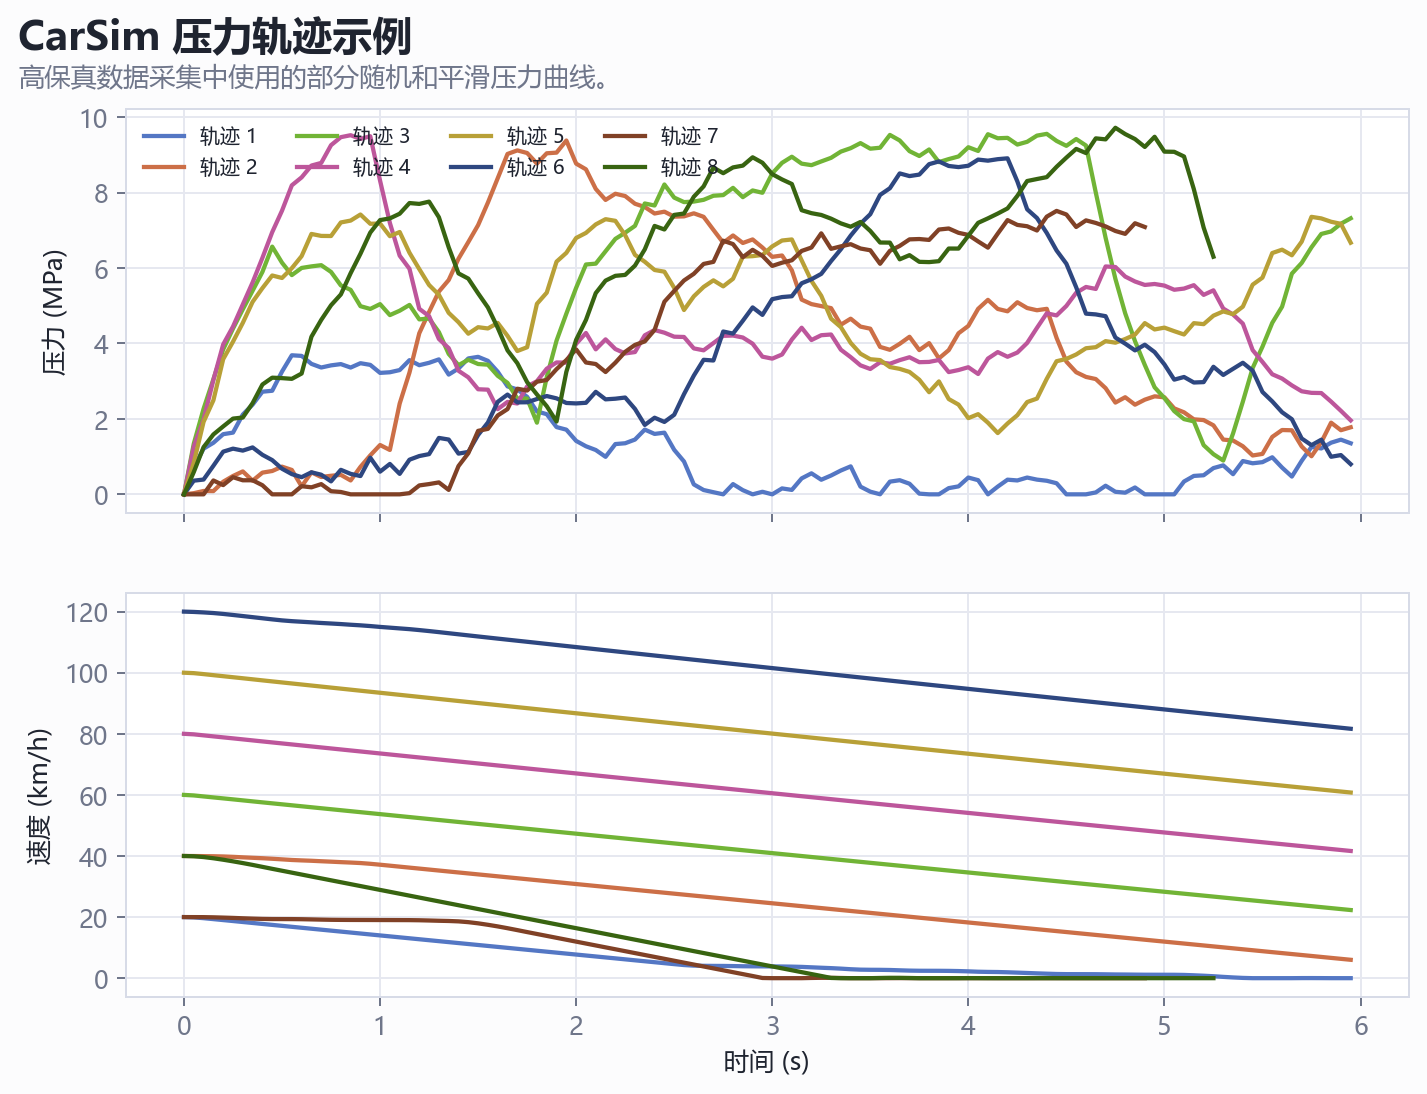 CarSim 压力轨迹示例
高保真数据采集中使用的部分随机和平滑压力曲线。
轨迹 1 轨迹 3 轨迹 5 轨迹 7
轨迹 2 轨迹 4 轨迹 6 轨迹 8
压力 (MPa)
10
8
6
4
2
0
速度 (km/h)
120
100
80
60
40
20
0
0 1 2 3 4 5 6
时间 (s)